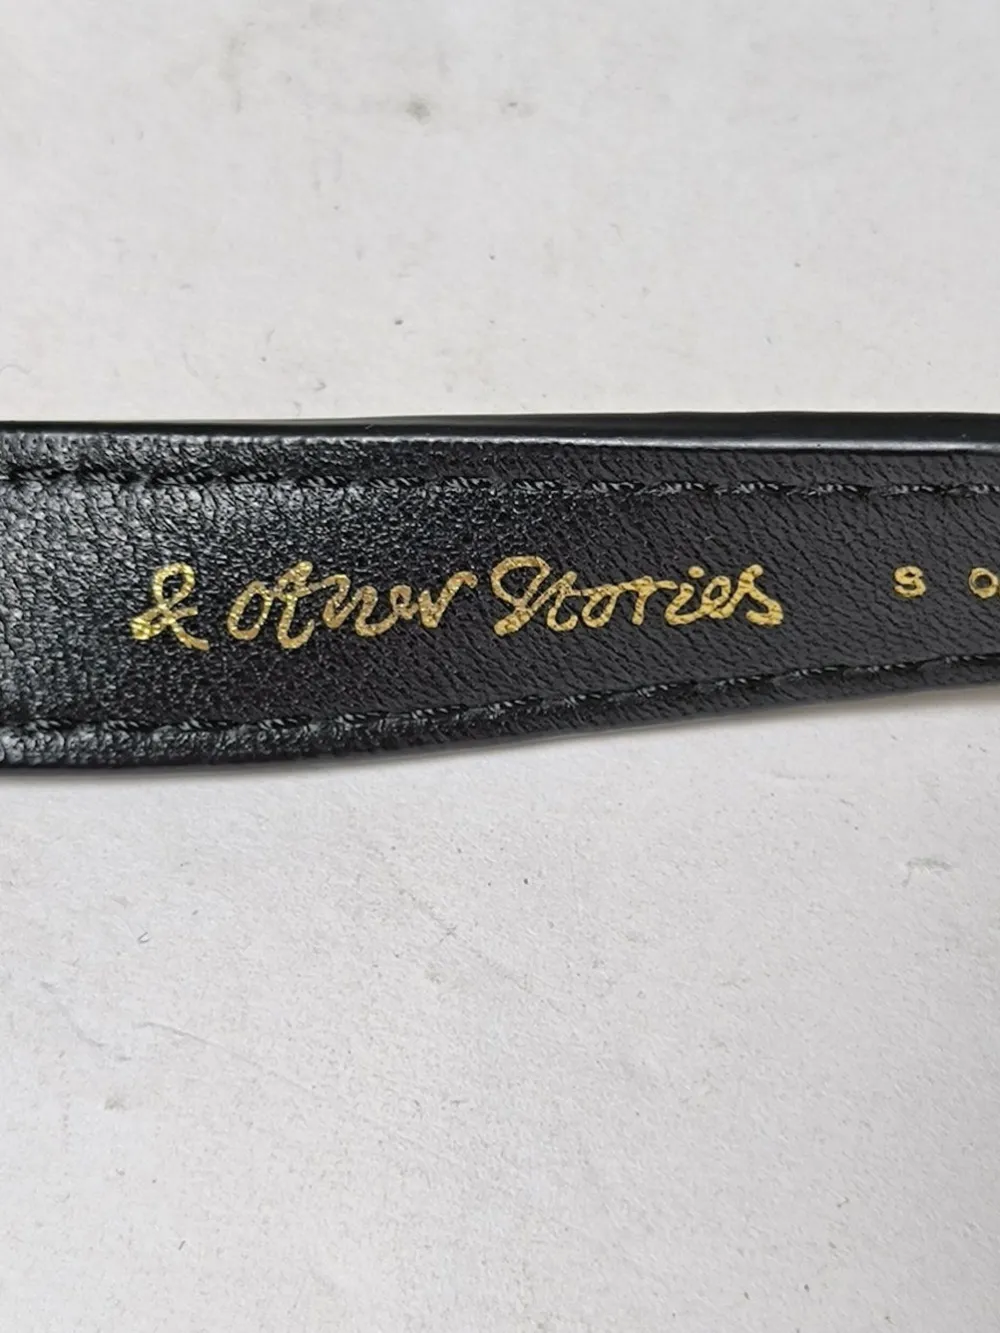 & Other Stories S O